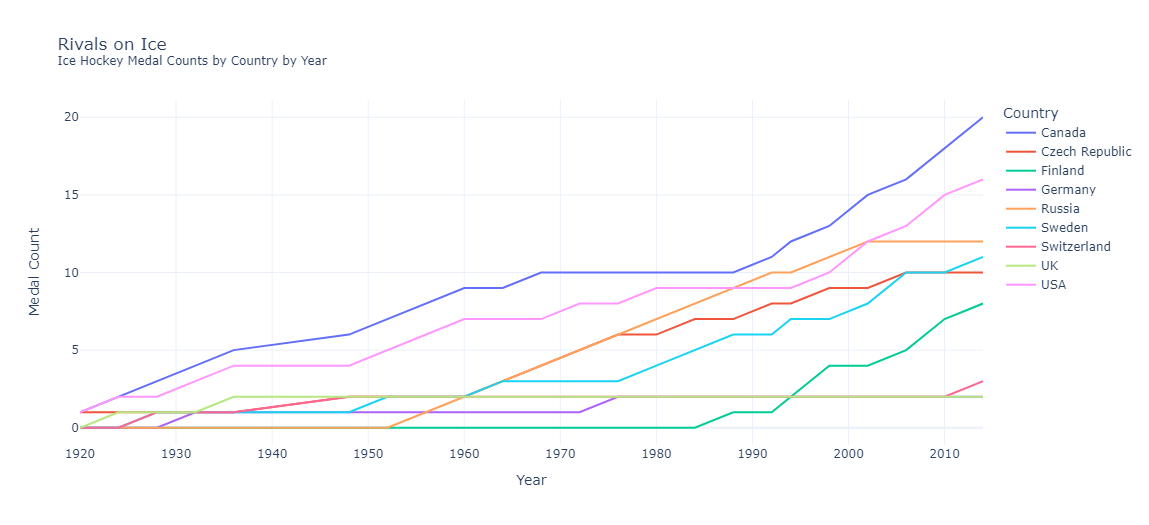 Rivals on Ice
Ice Hockey Medal Counts by Country by Year
Medal Count
20
15
10
5
0
1920 1930 1940 1950 1960 1970 1980 1990 2000 2010
Year
Country
Canada
Czech Republic
Finland
Germany
Russia
Sweden
Switzerland
UK
USA